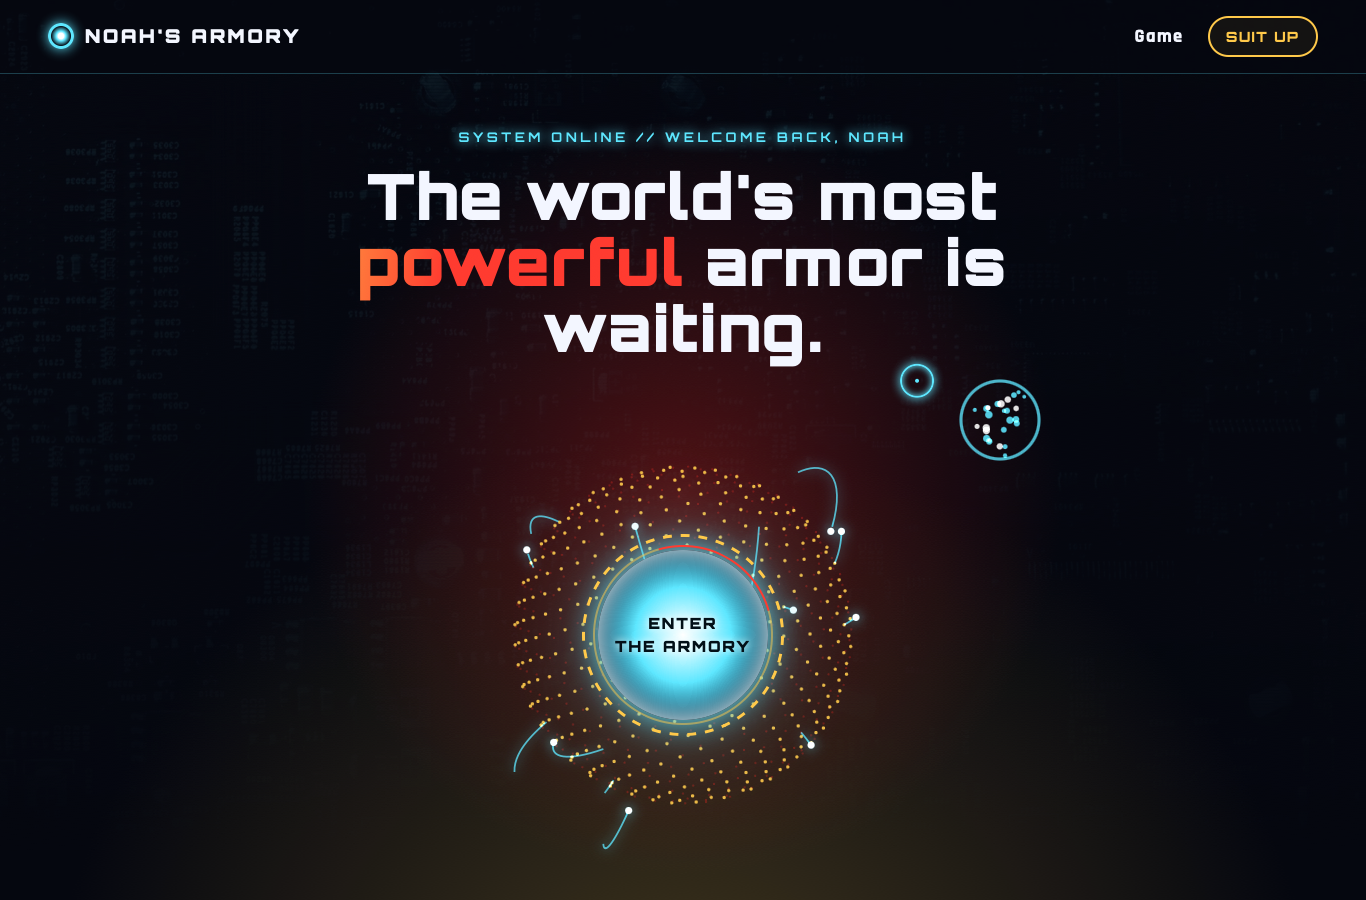 NOAH'S ARMORY
Game
SUIT UP
SYSTEM ONLINE // WELCOME BACK, NOAH
The world's most
powerful armor is
waiting.
ENTER
THE ARMORY